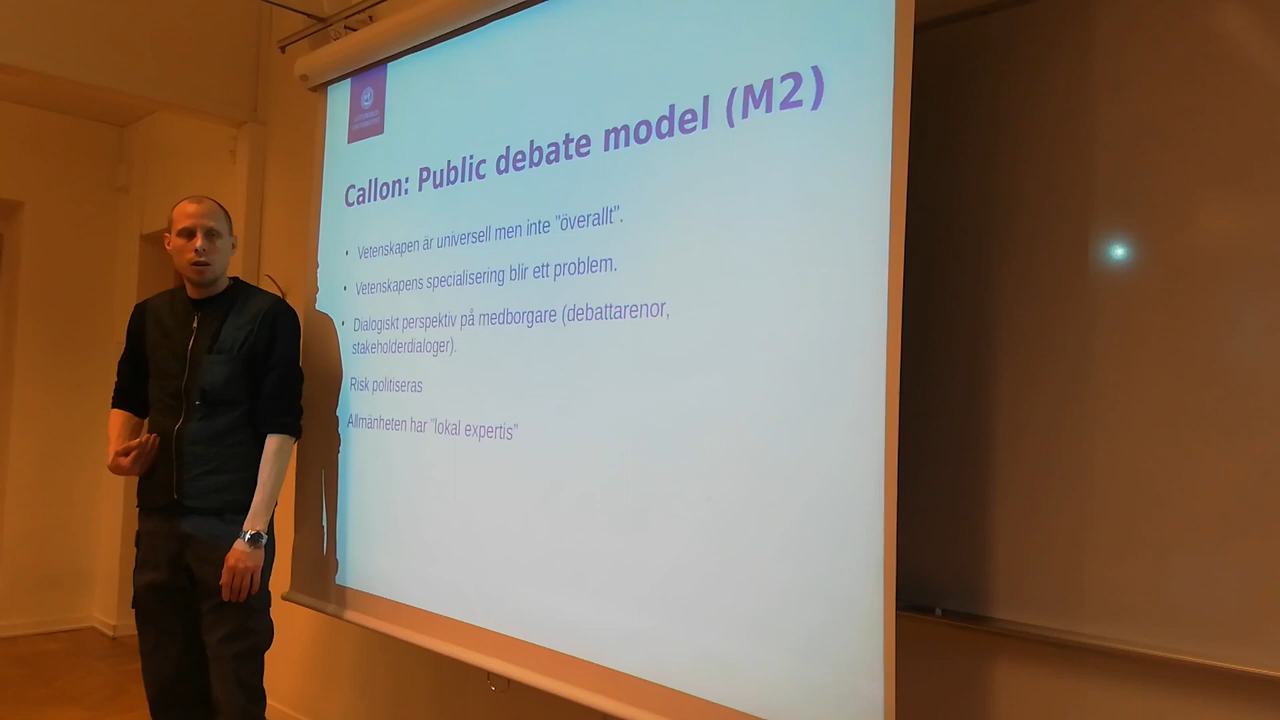 Callon: Public debate model (M2)
• Vetenskapen är universell men inte "överallt".
• Vetenskapens specialisering blir ett problem.
• Dialogiskt perspektiv på medborgare (debattarenor,
stakeholderdialoger).
Risk politiseras
Allmänheten har "lokal expertis"